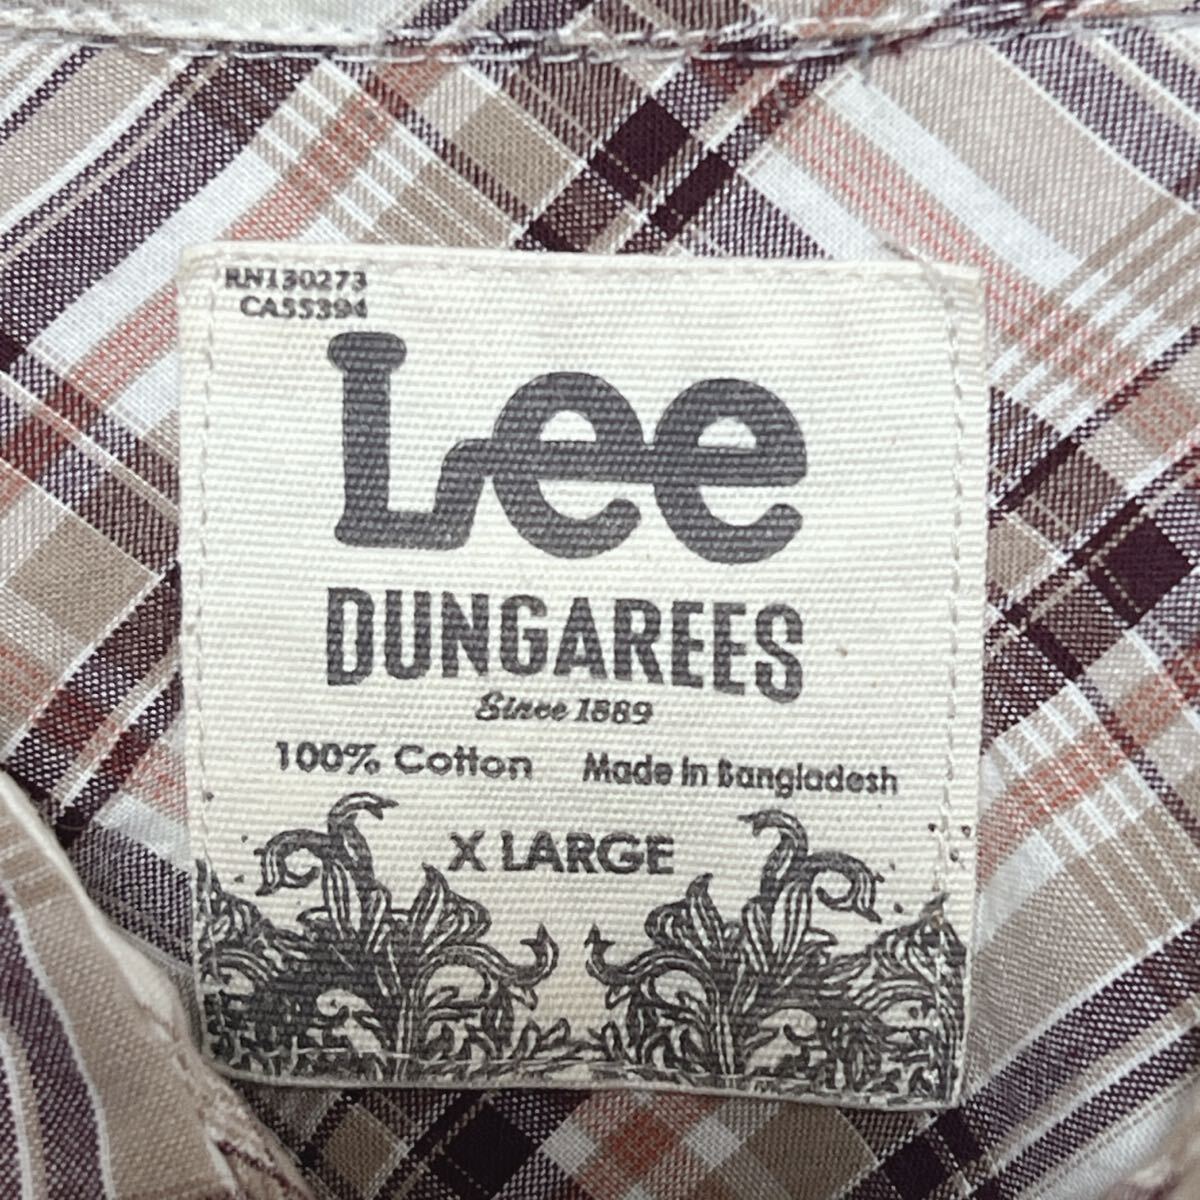 RN130273
CA55394
Lee
DUNGAREES
Since 1889
100% Cotton Made in Bangladesh
X LARGE